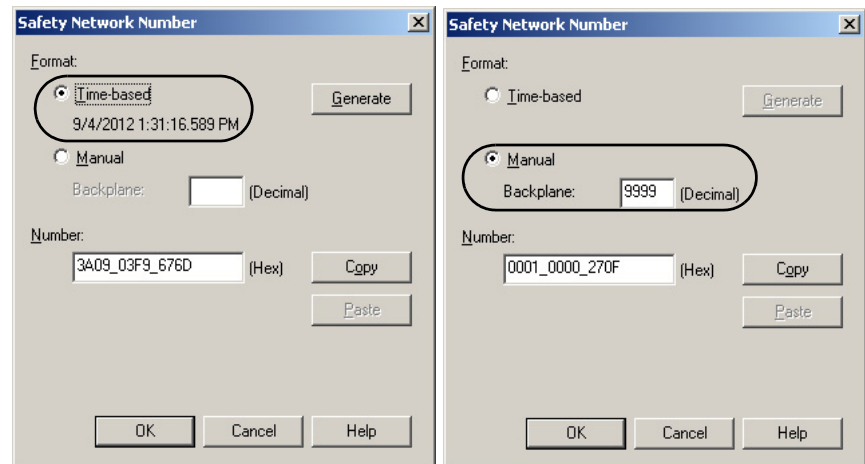 Safety Network Number
Format:
Time-based
Generate
9/4/2012 1:31:16.589 PM
Manual
Backplane:
(Decimal)
Number:
3A09_03F9_676D
(Hex)
Copy
Paste
OK
Cancel
Help
Safety Network Number
Format:
Time-based
Generate
Manual
Backplane:
9999
(Decimal)
Number:
0001_0000_270F
(Hex)
Copy
Paste
OK
Cancel
Help